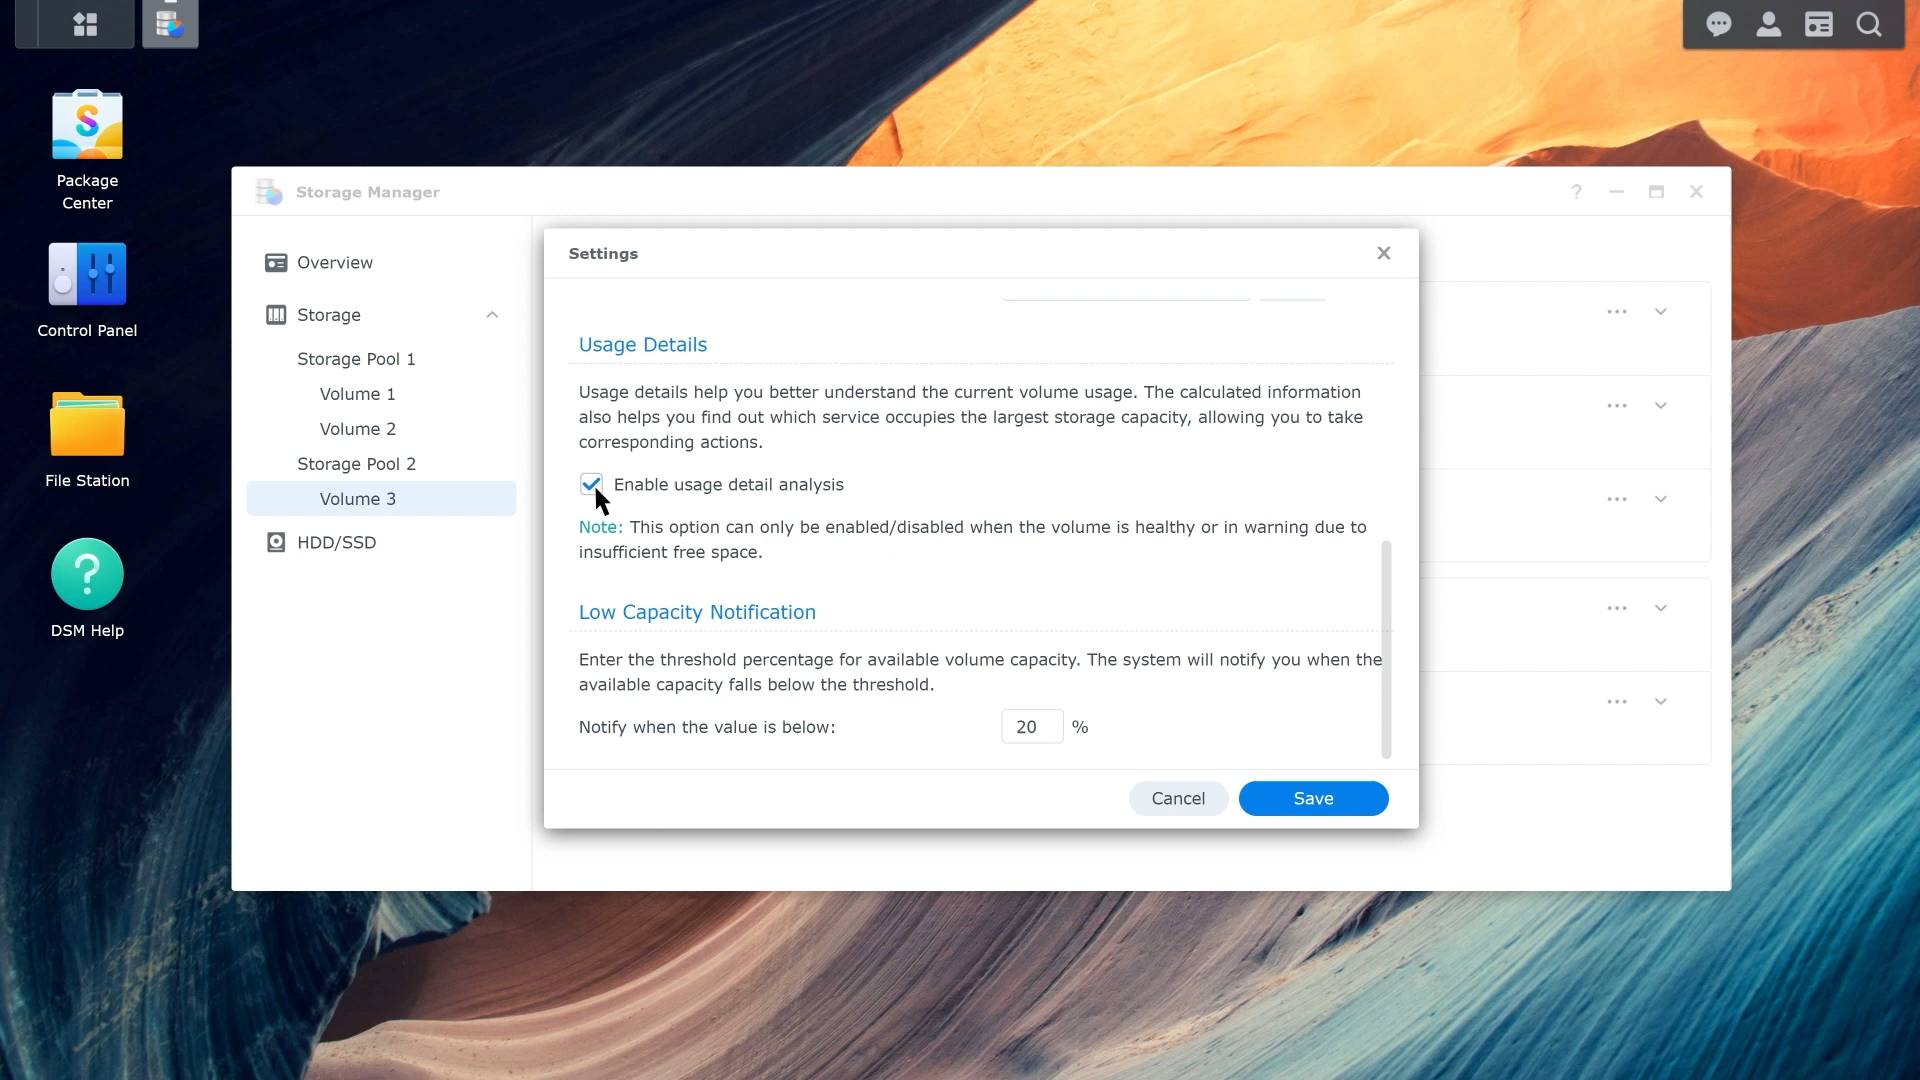 Package
Center
Control Panel
File Station
DSM Help
Storage Manager
Overview
Storage
Storage Pool 1
Volume 1
Volume 2
Storage Pool 2
Volume 3
HDD/SSD
Settings
Usage Details
Usage details help you better understand the current volume usage. The calculated information
also helps you find out which service occupies the largest storage capacity, allowing you to take
corresponding actions.
Enable usage detail analysis
Note: This option can only be enabled/disabled when the volume is healthy or in warning due to
insufficient free space.
Low Capacity Notification
Enter the threshold percentage for available volume capacity. The system will notify you when the
available capacity falls below the threshold.
Notify when the value is below: 20 %
Cancel Save